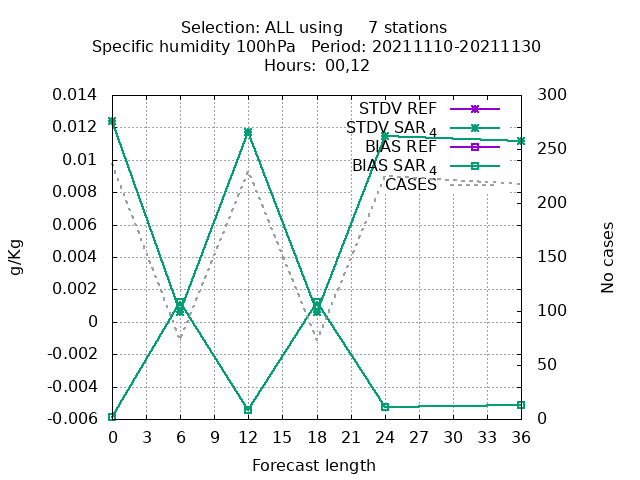 Selection: ALL using     7 stations
Specific humidity 100hPa   Period: 20211110-20211130
Hours: 00,12
STDV REF
STDV SAR4
BIAS REF
BIAS SAR4
CASES
0.014
0.012
0.01
0.008
0.006
0.004
0.002
0
-0.002
-0.004
-0.006
g/Kg
300
250
200
150
100
50
0
No cases
0 3 6 9 12 15 18 21 24 27 30 33 36
Forecast length